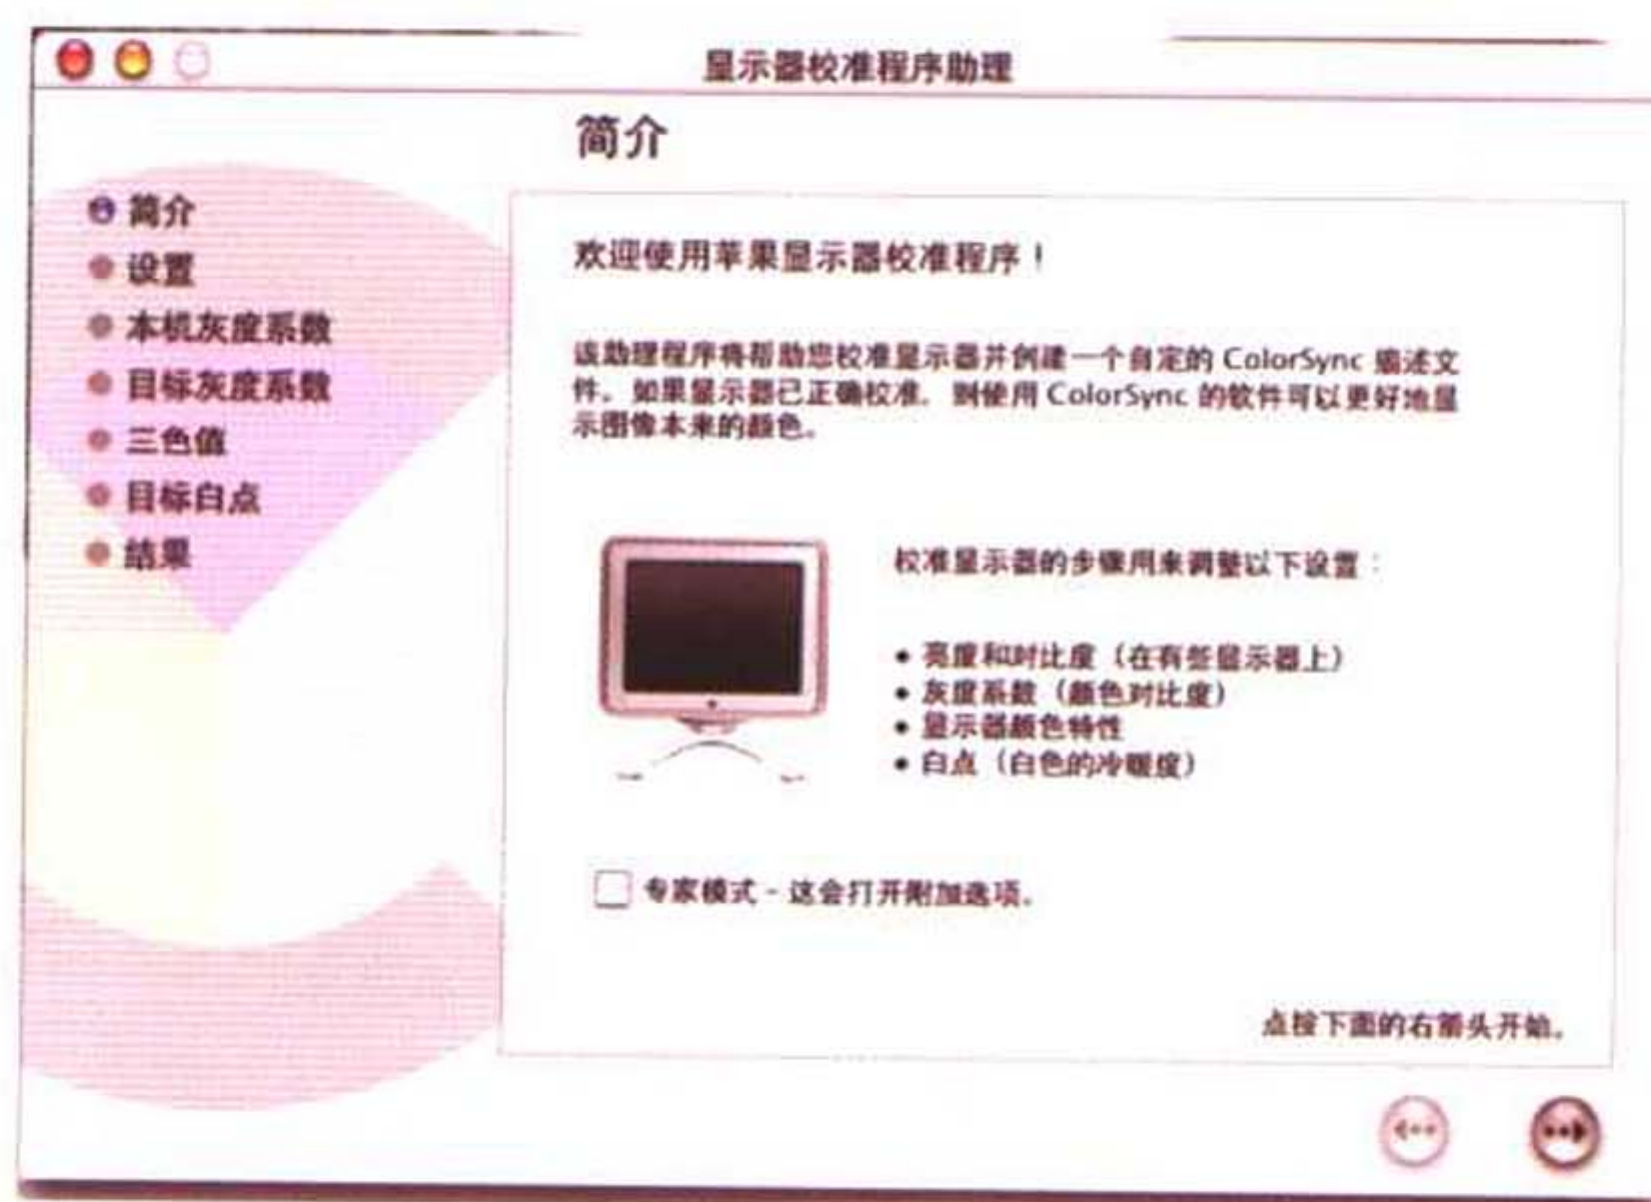 显示器校准程序助理
简介
简介
设置
本机灰度系数
目标灰度系数
三色值
目标白点
结果
欢迎使用苹果显示器校准程序！
该助理程序将帮助您校准显示器并创建一个自定的 ColorSync 描述文
件。如果显示器已正确校准，则使用 ColorSync 的软件可以更好地显
示图像本来的颜色。
校准显示器的步骤用来调整以下设置：
• 亮度和对比度（在有些显示器上）
• 灰度系数（颜色对比度）
• 显示器颜色特性
• 白点（白色的冷暖度）
专家模式 - 这会打开附加选项。
点按下面的右箭头开始。